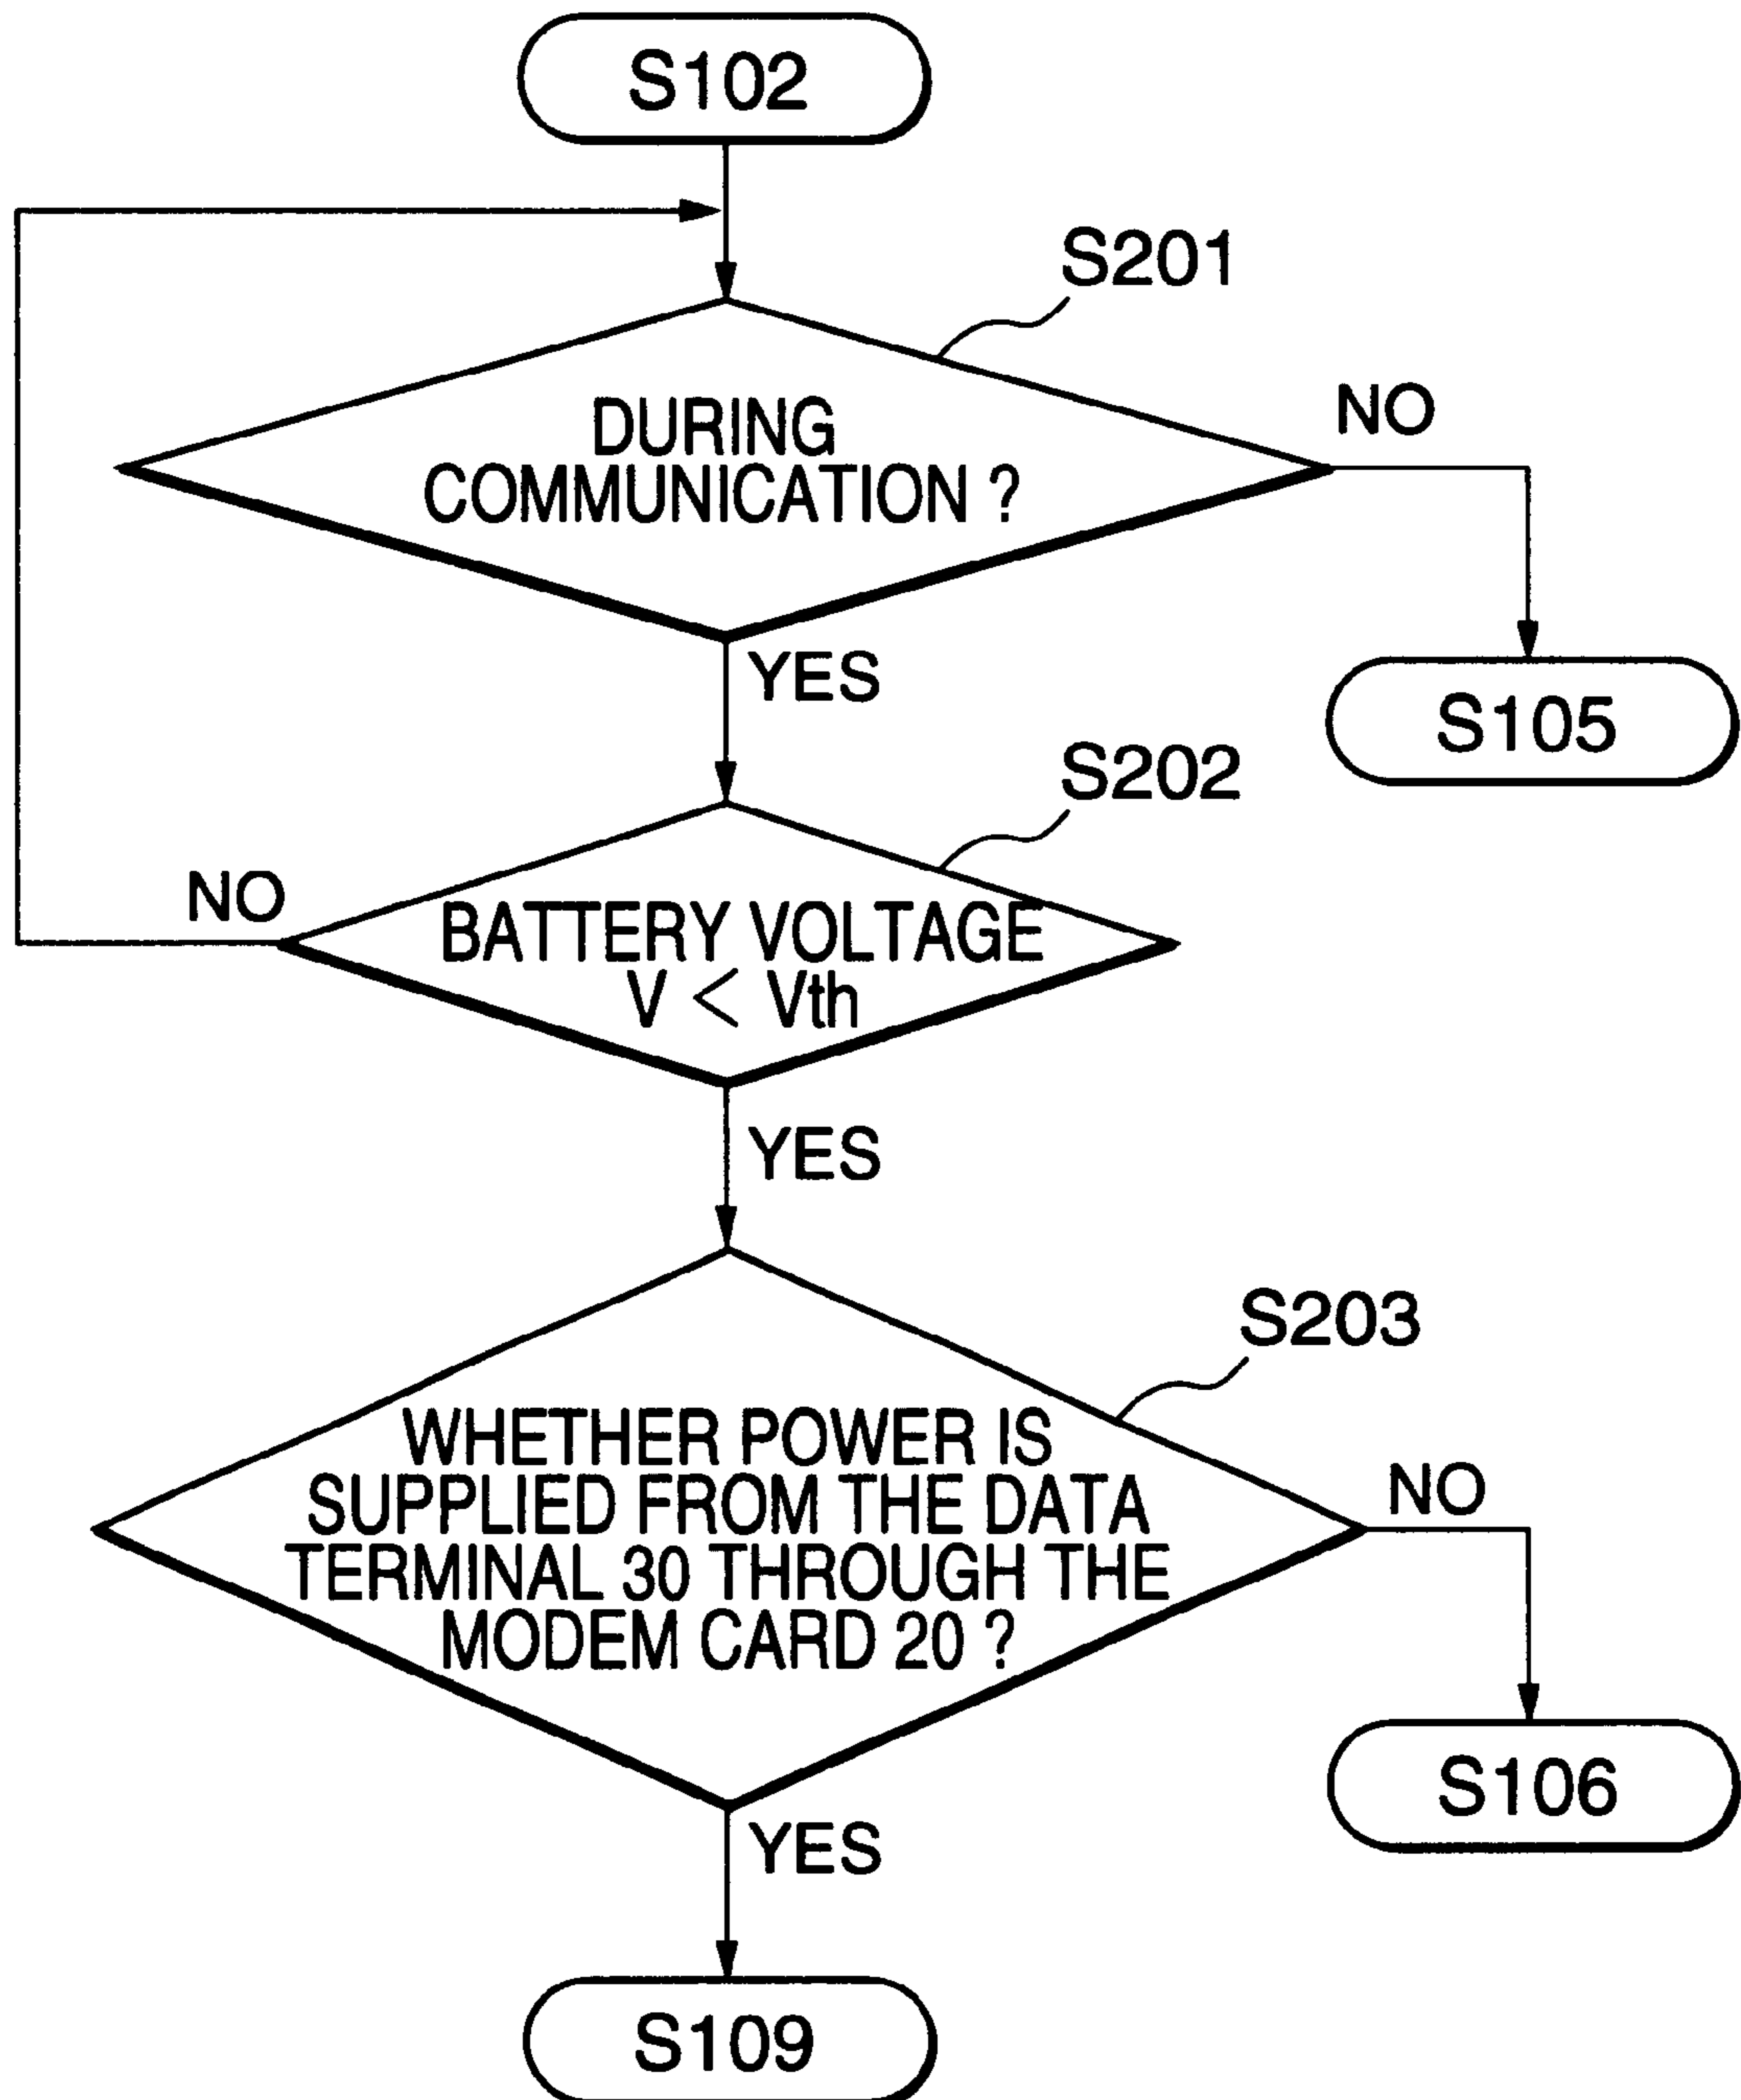 S102
S201
DURING
COMMUNICATION ?
NO
YES
S105
S202
NO
BATTERY VOLTAGE
V < Vth
YES
S203
WHETHER POWER IS
SUPPLIED FROM THE DATA
TERMINAL 30 THROUGH THE
MODEM CARD 20 ?
NO
S106
YES
S109